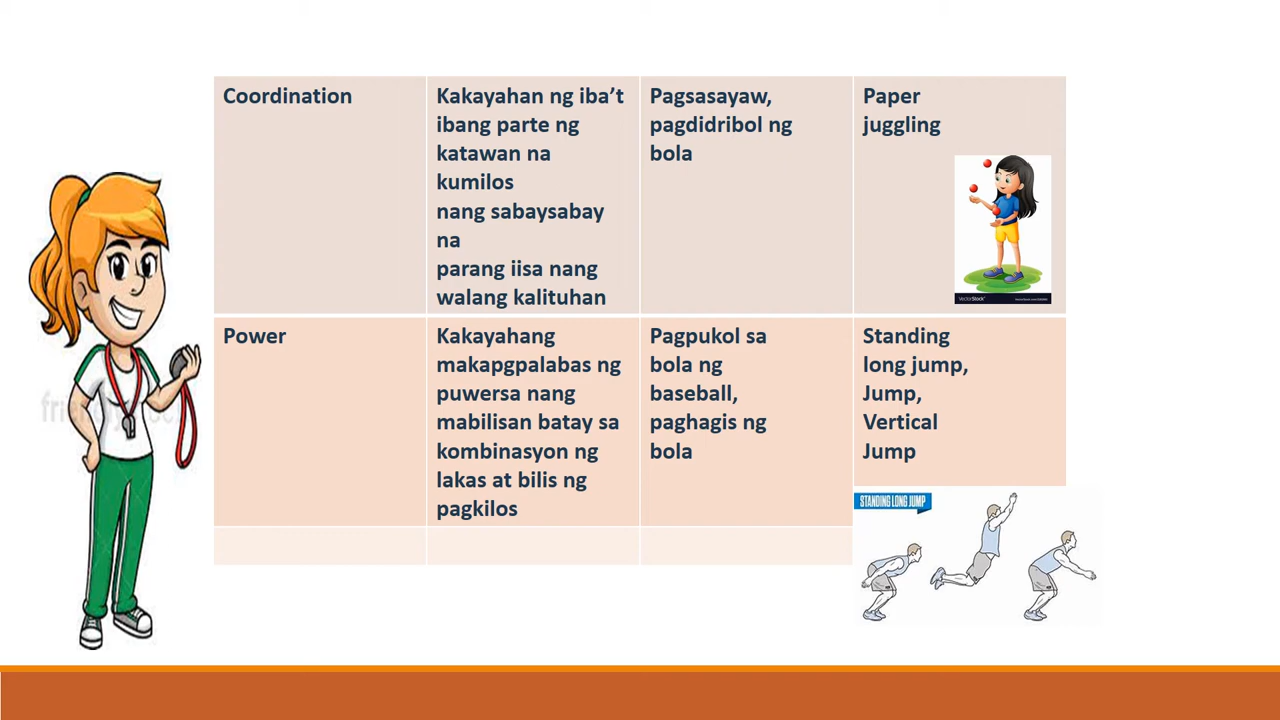 Coordination
Kakayahan ng iba’t
ibang parte ng
katawan na
kumilos
nang sabaysabay
na
parang iisa nang
walang kalituhan
Pagsasayaw,
pagdidribol ng
bola
Paper
juggling
VectorStock
Power
Kakayahang
makapgpalabas ng
puwersa nang
mabilisan batay sa
kombinasyon ng
lakas at bilis ng
pagkilos
Pagpukol sa
bola ng
baseball,
paghagis ng
bola
Standing
long jump,
Jump,
Vertical
Jump
STANDING LONG JUMP